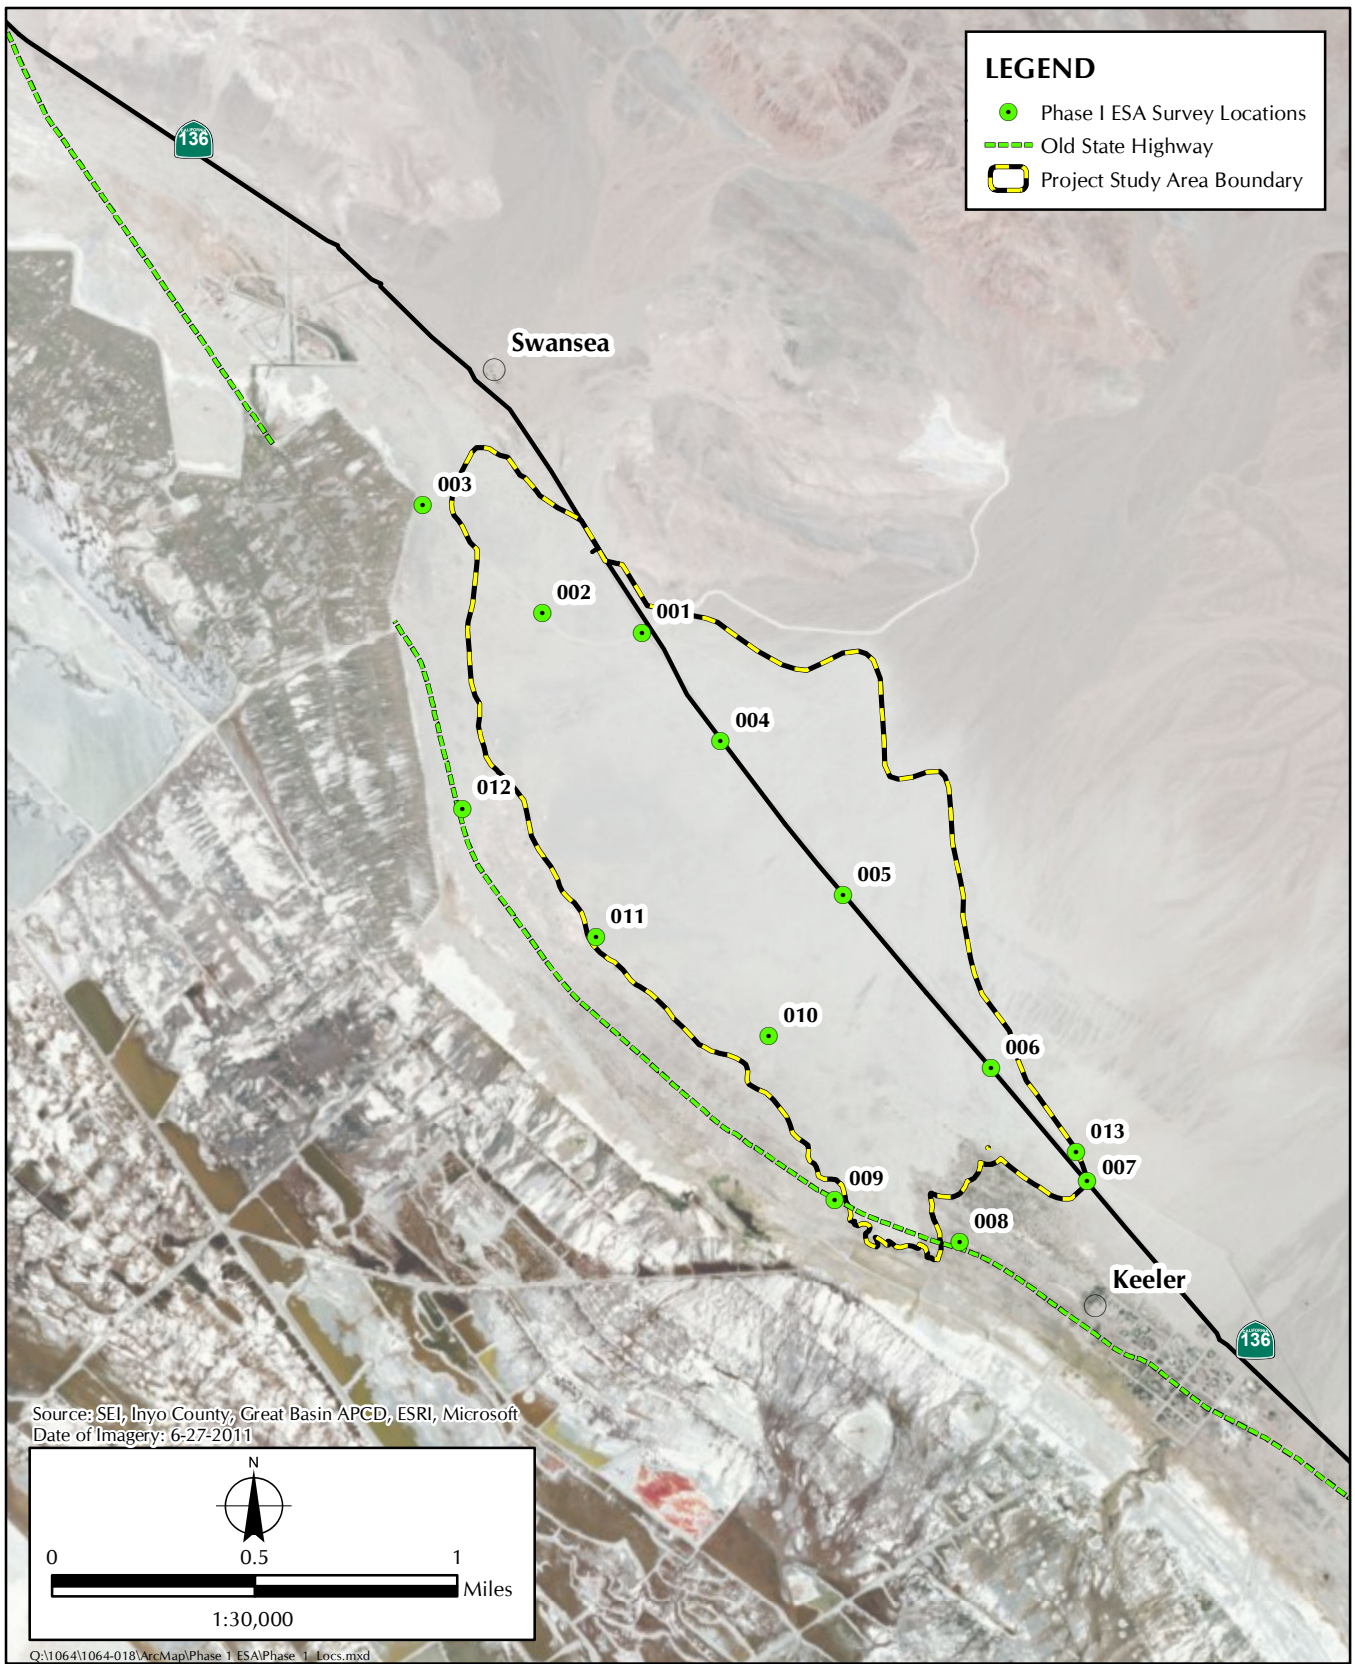 LEGEND
Phase I ESA Survey Locations
Old State Highway
Project Study Area Boundary
CALIFORNIA
136
Swansea
003
002
001
004
012
005
011
010
006
013
007
009
008
Keeler
CALIFORNIA
136
Source: SEI, Inyo County, Great Basin APCD, ESRI, Microsoft
Date of Imagery: 6-27-2011
N
0 0.5 1
Miles
1:30,000
Q:\1064\1064-018\ArcMap\Phase 1 ESA\Phase_1_Locs.mxd